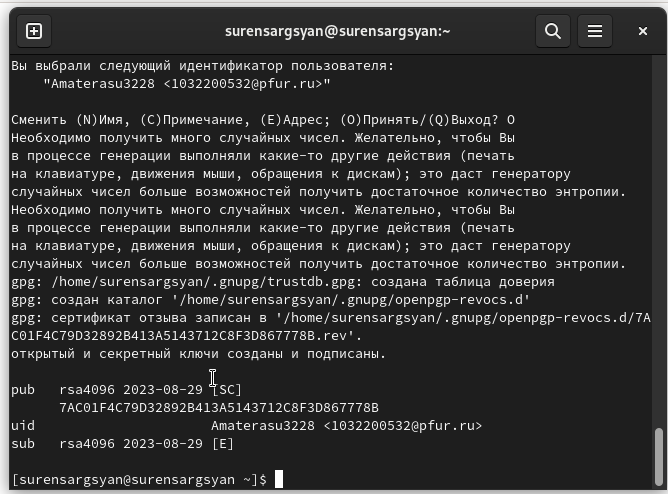 surensargsyan@surensargsyan:~
Вы выбрали следующий идентификатор пользователя:
"Amaterasu3228 <1032200532@pfur.ru>"
Сменить (N)Имя, (C)Примечание, (E)Адрес; (O)Принять/(Q)Выход? O
Необходимо получить много случайных чисел. Желательно, чтобы Вы
в процессе генерации выполняли какие-то другие действия (печать
на клавиатуре, движения мыши, обращения к дискам); это даст генератору
случайных чисел больше возможностей получить достаточное количество энтропии.
Необходимо получить много случайных чисел. Желательно, чтобы Вы
в процессе генерации выполняли какие-то другие действия (печать
на клавиатуре, движения мыши, обращения к дискам); это даст генератору
случайных чисел больше возможностей получить достаточное количество энтропии.
gpg: /home/surensargsyan/.gnupg/trustdb.gpg: создана таблица доверия
gpg: создан каталог '/home/surensargsyan/.gnupg/openpgp-revocs.d'
gpg: сертификат отзыва записан в '/home/surensargsyan/.gnupg/openpgp-revocs.d/7A
C01F4C79D32892B413A5143712C8F3D867778B.rev'.
открытый и секретный ключи созданы и подписаны.
pub   rsa4096 2023-08-29 [SC]
7AC01F4C79D32892B413A5143712C8F3D867778B
uid                      Amaterasu3228 <1032200532@pfur.ru>
sub   rsa4096 2023-08-29 [E]
[surensargsyan@surensargsyan ~]$